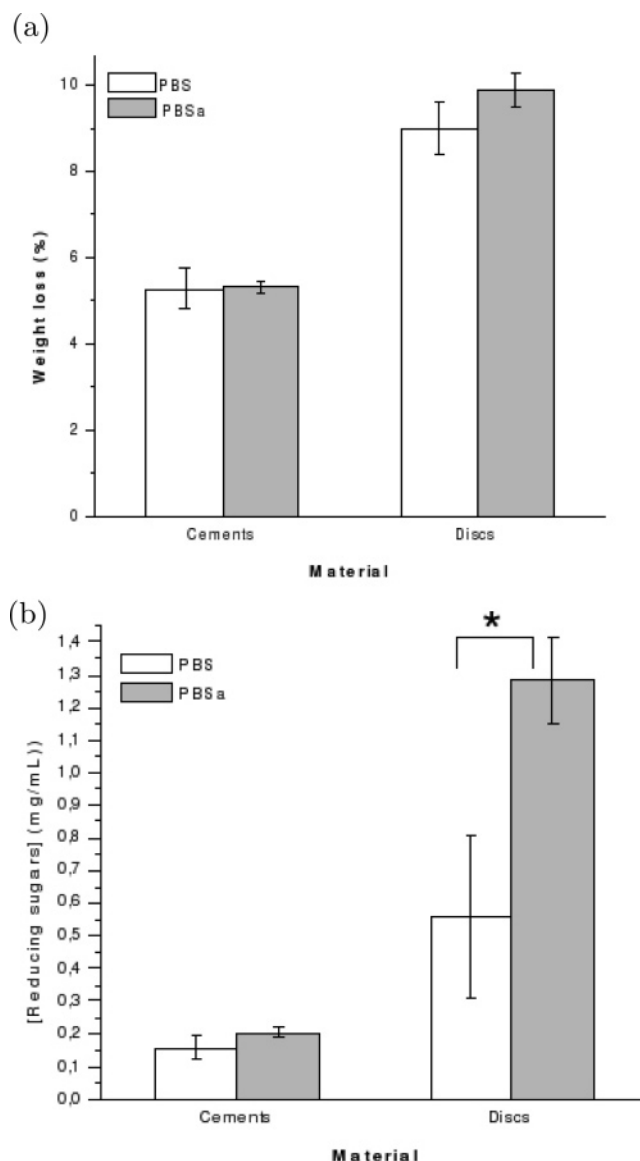 (a)
PBS
PBSa
10
8
6
4
2
0
Weight loss (%)
Cements Discs
Material
(b)
*
PBS
PBSa
1,4
1,3
1,2
1,1
1,0
0,9
0,8
0,7
0,6
0,5
0,4
0,3
0,2
0,1
0,0
[Reducing sugars] (mg/mL))
Cements Discs
Material